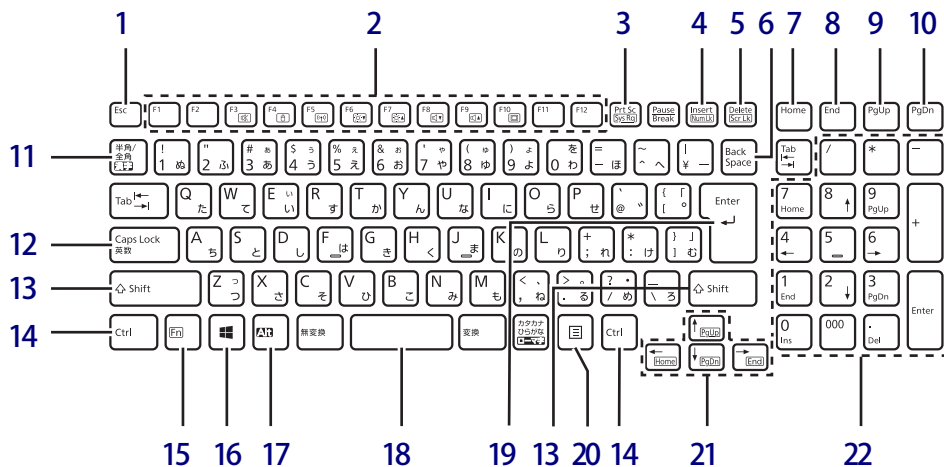 1 2 3 4 5 6 7 8 9 10
Esc F1 F2 F3 F4 F5 F6 F7 F8 F9 F10 F11 F12 Prt Sc Pause Insert Delete Home End PgUp PgDn
Sys Rq Break Num Lk Scr Lk
11 半角/ ! " # ぁ $ ぅ % ぇ & ぉ ' ゃ ( ゅ ) ょ を = ~ | Back Tab / * −
全角 1 ぬ 2 ふ 3 あ 4 う 5 え 6 お 7 や 8 ゆ 9 よ 0 わ − ほ ^ へ ¥ ー Space
Tab Q W E ぃ R T Y U I O P ` { 「 Enter 7 8 ↑ 9
た て い す か ん な に ら せ @ ゛ [ ゜ ↵ Home PgUp
+
12 Caps Lock A S D F G H J K L + * } 」 4 5 6
英数 ち と し は き く ま の り ; れ : け ] む ← →
13 Shift Z っ X C V B N M < 、 > 。 ? ・ _ Shift 1 2 ↓ 3
つ さ そ ひ こ み も , ね . る / め \ ろ End PgDn
14 Ctrl Fn Alt 無変換 変換 カタカナ Ctrl ↑ PgUp 0 000 . Enter
ひらがな ← Home ↓ PgDn → End Ins Del
ローマ字
15 16 17 18 19 13 20 14 21 22